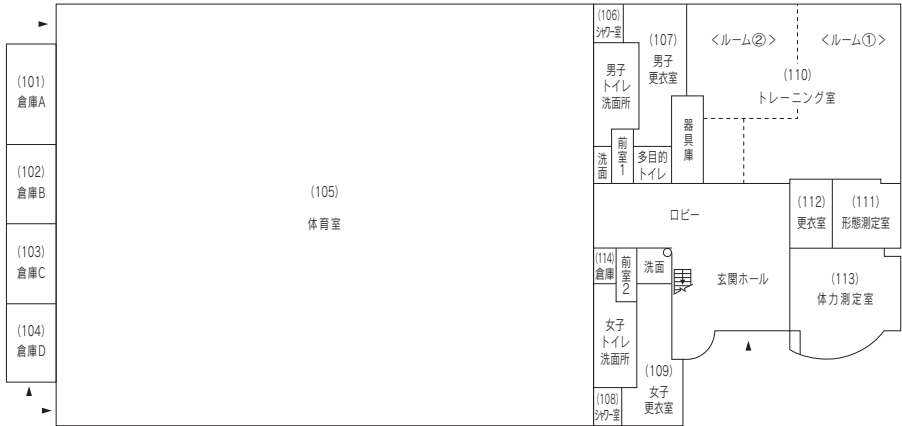 (101)
倉庫A
(102)
倉庫B
(103)
倉庫C
(104)
倉庫D
(105)
体育室
(106)
シャワー室
(107)
男子
更衣室
男子
トイレ
洗面所
前室1
洗面
多目的
トイレ
器具庫
<ルーム②>
<ルーム①>
(110)
トレーニング室
ロビー
(112)
更衣室
(111)
形態測定室
(114)
倉庫
前室2
洗面
玄関ホール
(113)
体力測定室
女子
トイレ
洗面所
(109)
女子
更衣室
(108)
シャワー室